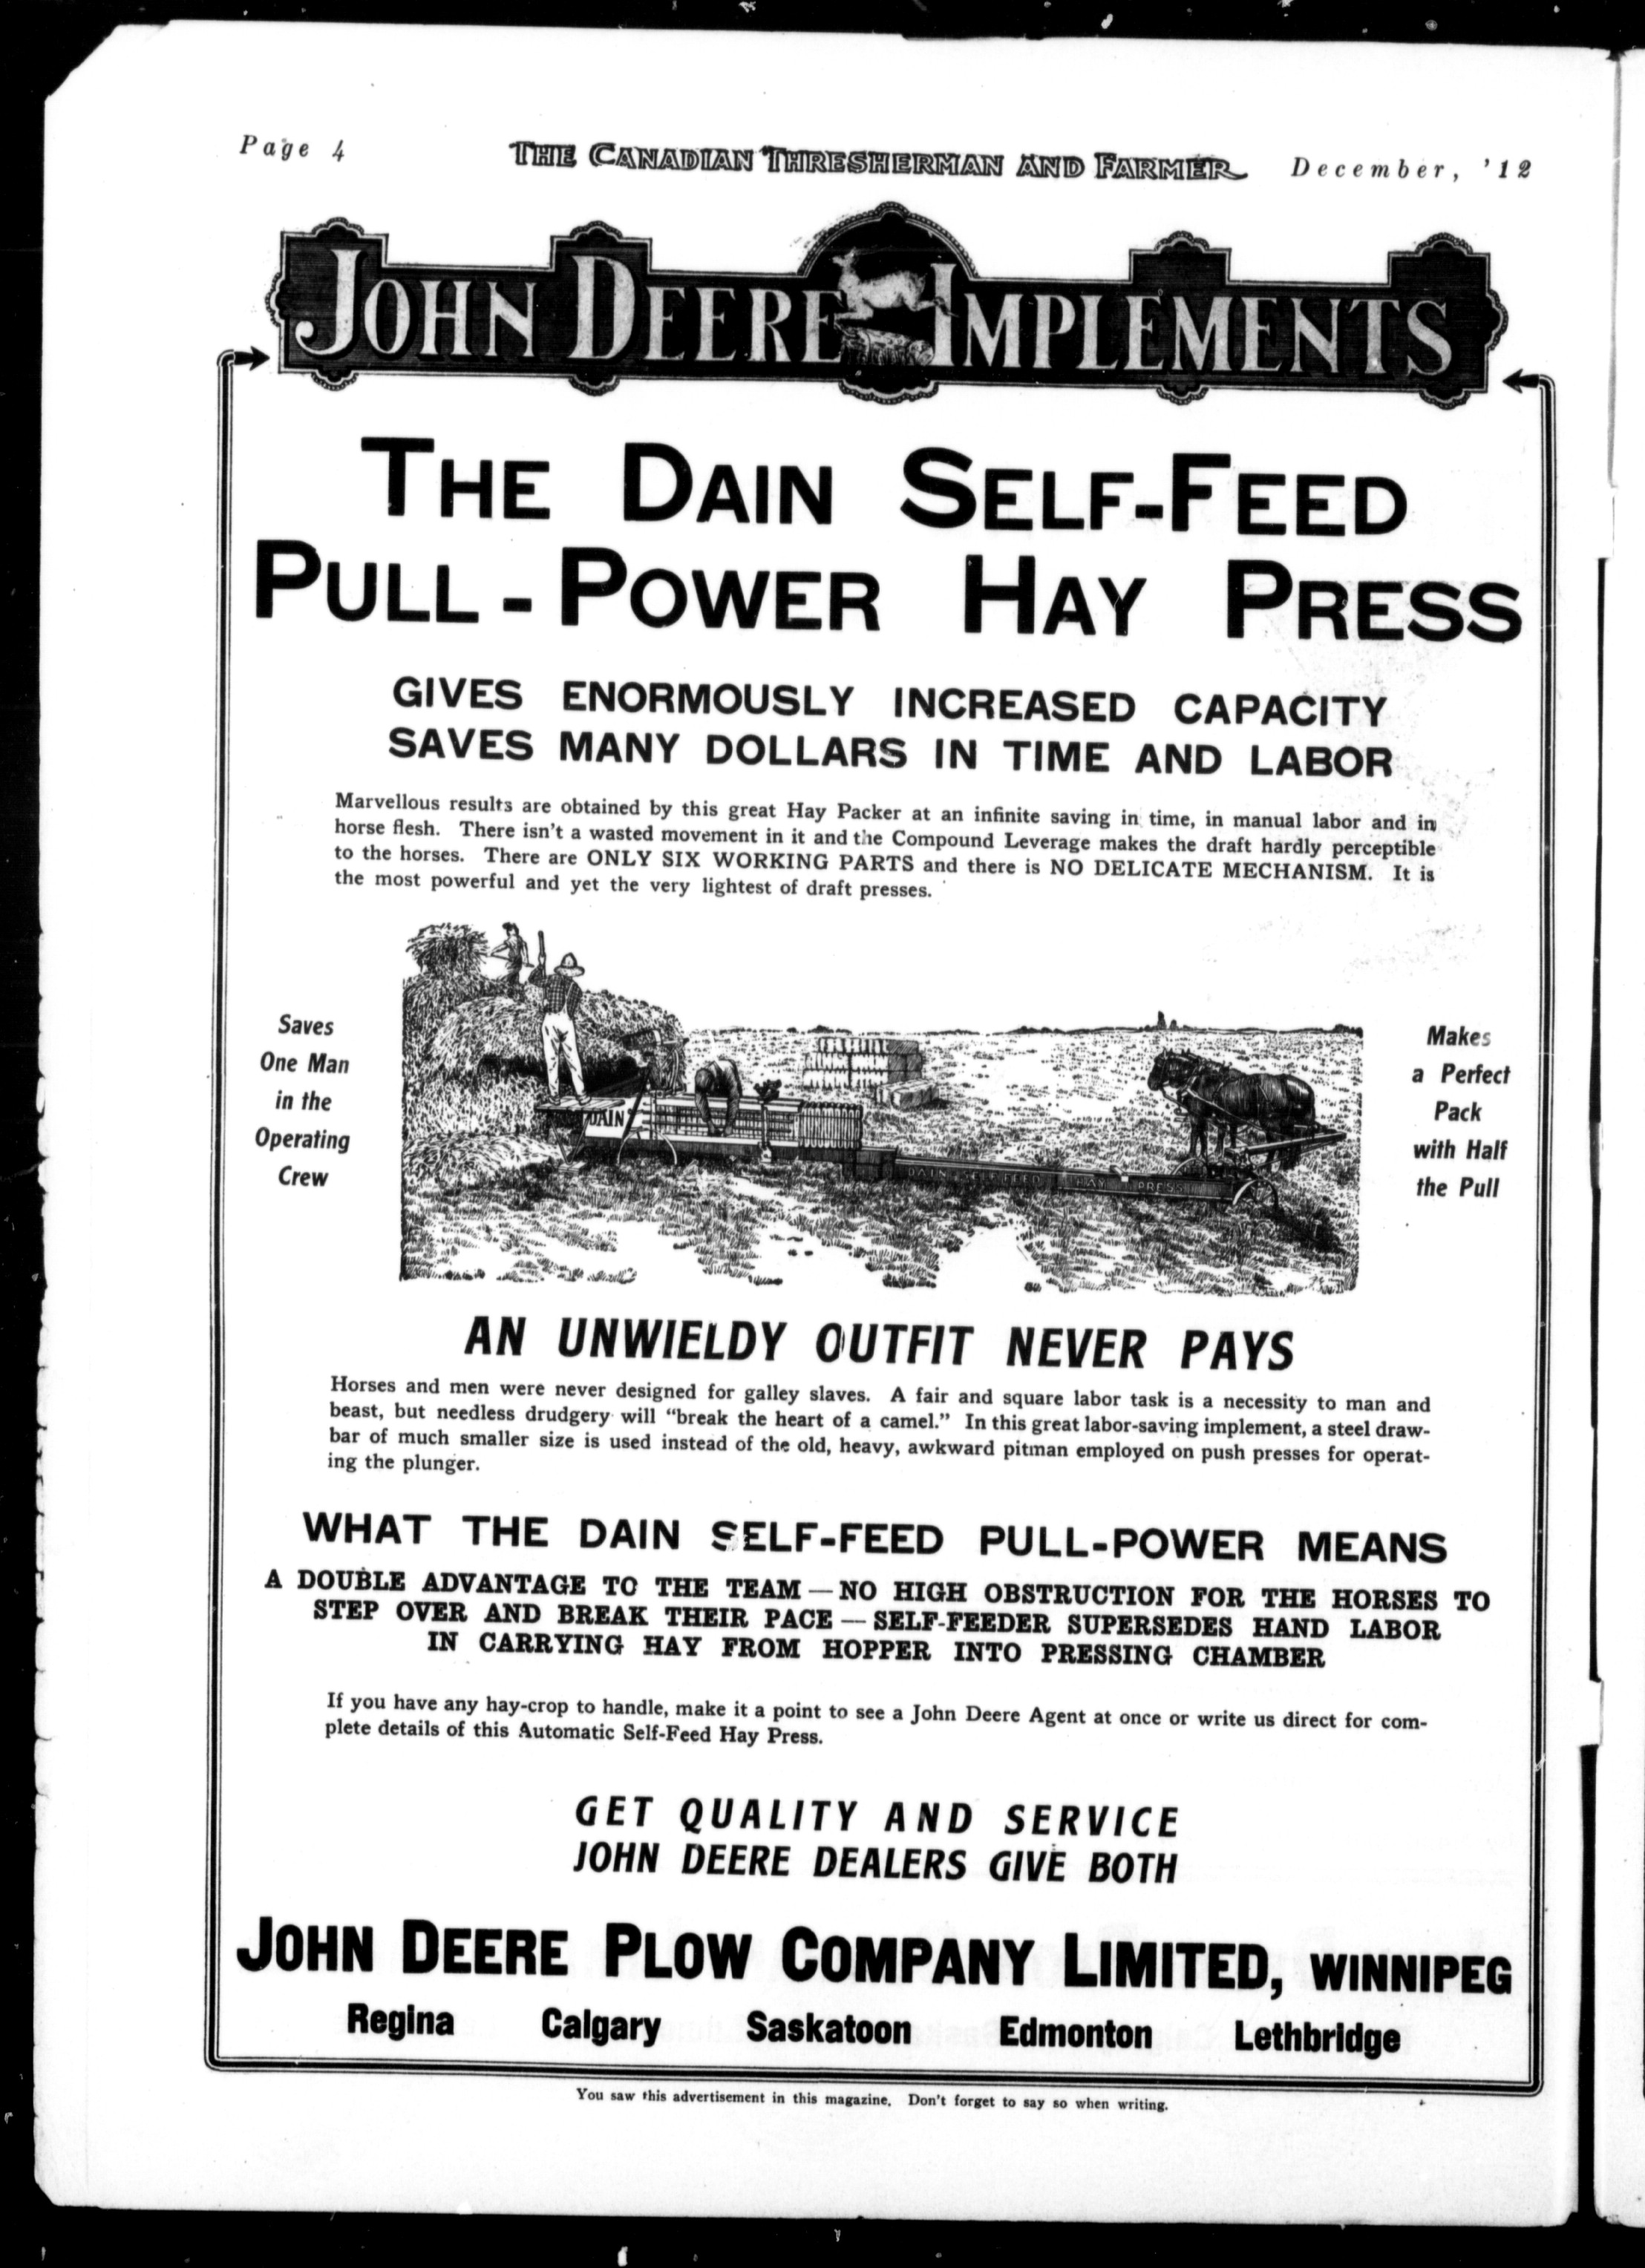 Page 4
THE CANADIAN THRESHERMAN AND FARMER
December, '12
JOHN DEERE IMPLEMENTS
THE DAIN SELF-FEED
PULL-POWER HAY PRESS
GIVES ENORMOUSLY INCREASED CAPACITY
SAVES MANY DOLLARS IN TIME AND LABOR
Marvellous results are obtained by this great Hay Packer at an infinite saving in time, in manual labor and in
horse flesh. There isn't a wasted movement in it and the Compound Leverage makes the draft hardly perceptible
to the horses. There are ONLY SIX WORKING PARTS and there is NO DELICATE MECHANISM. It is
the most powerful and yet the very lightest of draft presses.
Saves
One Man
in the
Operating
Crew
DAIN
DAIN SELF FEED HAY PRESS
Makes
a Perfect
Pack
with Half
the Pull
AN UNWIELDY OUTFIT NEVER PAYS
Horses and men were never designed for galley slaves. A fair and square labor task is a necessity to man and
beast, but needless drudgery will "break the heart of a camel." In this great labor-saving implement, a steel draw-
bar of much smaller size is used instead of the old, heavy, awkward pitman employed on push presses for operat-
ing the plunger.
WHAT THE DAIN SELF-FEED PULL-POWER MEANS
A DOUBLE ADVANTAGE TO THE TEAM — NO HIGH OBSTRUCTION FOR THE HORSES TO
STEP OVER AND BREAK THEIR PACE — SELF-FEEDER SUPERSEDES HAND LABOR
IN CARRYING HAY FROM HOPPER INTO PRESSING CHAMBER
If you have any hay-crop to handle, make it a point to see a John Deere Agent at once or write us direct for com-
plete details of this Automatic Self-Feed Hay Press.
GET QUALITY AND SERVICE
JOHN DEERE DEALERS GIVE BOTH
JOHN DEERE PLOW COMPANY LIMITED, WINNIPEG
Regina Calgary Saskatoon Edmonton Lethbridge
You saw this advertisement in this magazine. Don't forget to say so when writing.